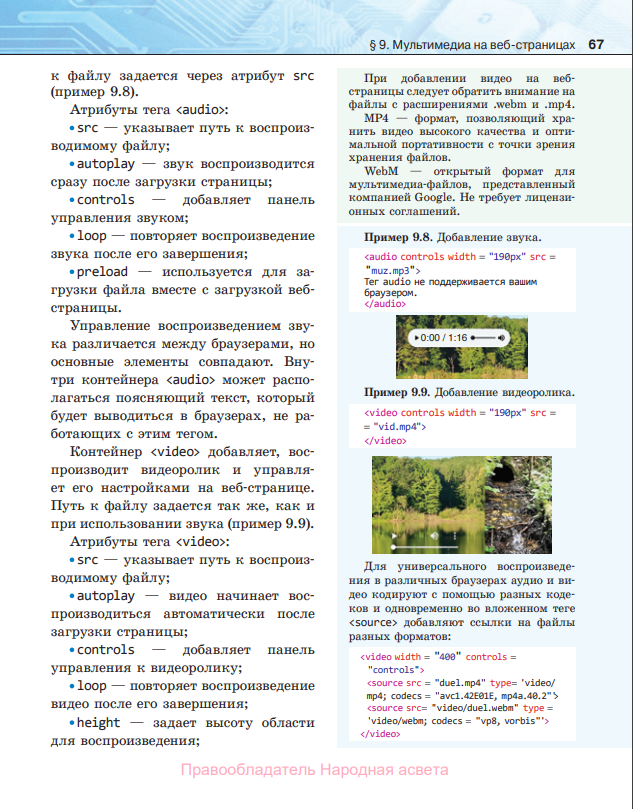 § 9. Мультимедиа на веб-страницах 67
к файлу задается через атрибут src
(пример 9.8).
Атрибуты тега <audio>:
•src — указывает путь к воспроиз-
водимому файлу;
•autoplay — звук воспроизводится
сразу после загрузки страницы;
•controls — добавляет панель
управления звуком;
•loop — повторяет воспроизведение
звука после его завершения;
•preload — используется для за-
грузки файла вместе с загрузкой веб-
страницы.
Управление воспроизведением зву-
ка различается между браузерами, но
основные элементы совпадают. Вну-
три контейнера <audio> может распо-
лагаться поясняющий текст, который
будет выводиться в браузерах, не ра-
ботающих с этим тегом.
Контейнер <video> добавляет, вос-
производит видеоролик и управля-
ет его настройками на веб-странице.
Путь к файлу задается так же, как и
при использовании звука (пример 9.9).
Атрибуты тега <video>:
•src — указывает путь к воспроиз-
водимому файлу;
•autoplay — видео начинает вос-
производиться автоматически после
загрузки страницы;
•controls — добавляет панель
управления к видеоролику;
•loop — повторяет воспроизведение
видео после его завершения;
•height — задает высоту области
для воспроизведения;
При добавлении видео на веб-
страницы следует обратить внимание на
файлы с расширениями .webm и .mp4.
MP4 — формат, позволяющий хра-
нить видео высокого качества и опти-
мальной портативности с точки зрения
хранения файлов.
WebM — открытый формат для
мультимедиа-файлов, представленный
компанией Google. Не требует лицензи-
онных соглашений.
Пример 9.8. Добавление звука.
<audio controls width = "190px" src =
"muz.mp3">
Тег audio не поддерживается вашим
браузером.
</audio>
0:00 / 1:16
Пример 9.9. Добавление видеоролика.
<video controls width = "190px" src =
= "vid.mp4">
</video>
Для универсального воспроизведе-
ния в различных браузерах аудио и ви-
део кодируют с помощью разных коде-
ков и одновременно во вложенном теге
<source> добавляют ссылки на файлы
разных форматов:
<video width = "400" controls =
"controls">
<source src = "duel.mp4" type= 'video/
mp4; codecs = "avc1.42E01E, mp4a.40.2"'>
<source src= "video/duel.webm" type =
'video/webm; codecs = "vp8, vorbis"'>
</video>
Правообладатель Народная асвета